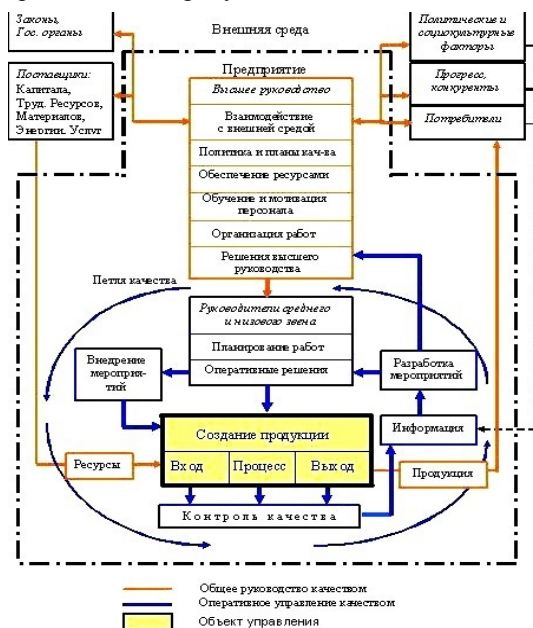 Законы,
Гос. органы
Внешняя среда
Политические и
социокультурные
факторы
Поставщики:
Капитала,
Труд. Ресурсов,
Материалов,
Энергии. Услуг
Предприятие
Высшее руководство
Взаимодействие
с внешней средой
Политика и планы кач-ва
Обеспечение ресурсами
Обучение и мотивация
персонала
Организация работ
Решения высшего
руководства
Прогресс,
конкуренты
Потребители
Петля качества
Руководители среднего
и низового звена
Планирование работ
Оперативные решения
Внедрение
мероприя-
тий
Разработка
мероприятий
Информация
Создание продукции
Вход
Процесс
Выход
Ресурсы
Продукция
Контроль качества
Общее руководство качеством
Оперативное управление качеством
Объект управления